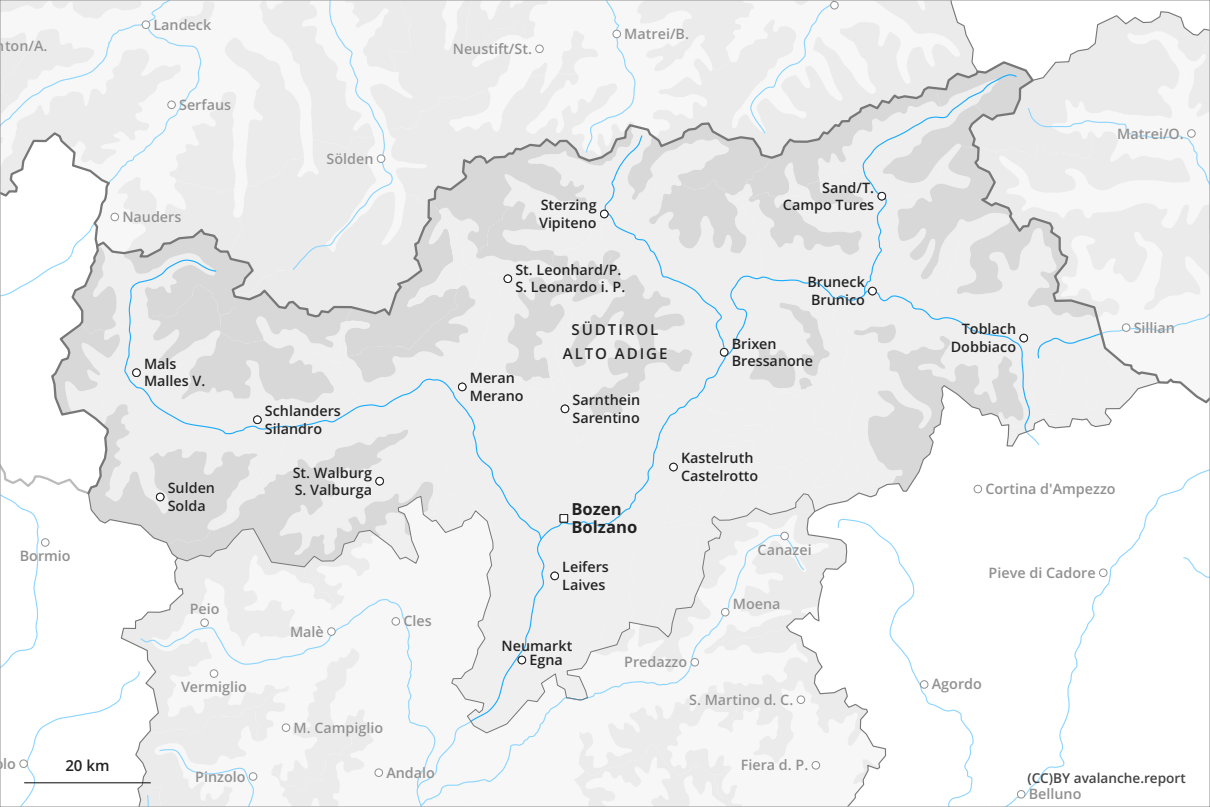 Landeck
nton/A.
Neustift/St.
Matrei/B.
Serfaus
Matrei/O.
Sölden
Nauders
Sand/T.
Campo Tures
Sterzing
Vipiteno
St. Leonhard/P.
S. Leonardo i. P.
Bruneck
Brunico
SÜDTIROL
ALTO ADIGE
Toblach
Dobbiaco
Sillian
Brixen
Bressanone
Mals
Malles V.
Meran
Merano
Sarnthein
Sarentino
Schlanders
Silandro
Kastelruth
Castelrotto
St. Walburg
S. Valburga
Sulden
Solda
Cortina d'Ampezzo
Bozen
Bolzano
Bormio
Canazei
Leifers
Laives
Pieve di Cadore
Peio
Moena
Cles
Malè
Neumarkt
Egna
Predazzo
Vermiglio
Agordo
S. Martino d. C.
M. Campiglio
olo
20 km
Pinzolo
Andalo
Fiera d. P.
(CC)BY avalanche.report
Belluno